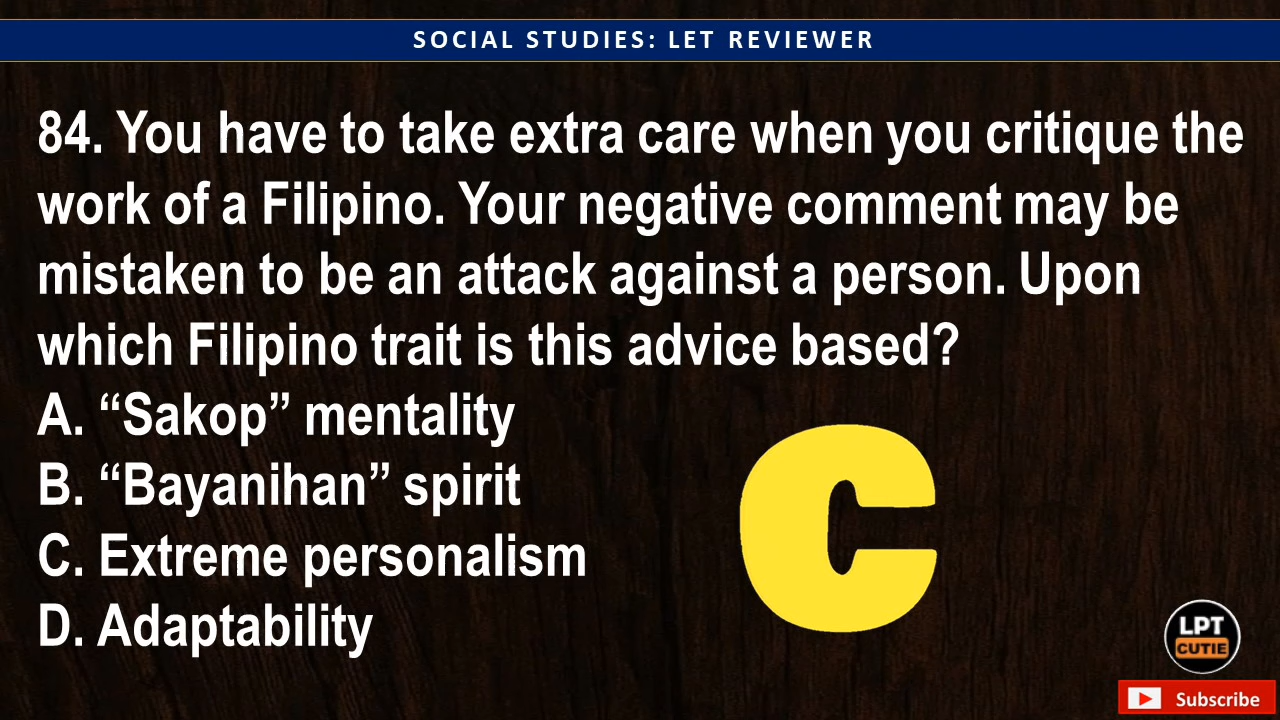 SOCIAL STUDIES: LET REVIEWER
84. You have to take extra care when you critique the
work of a Filipino. Your negative comment may be
mistaken to be an attack against a person. Upon
which Filipino trait is this advice based?
A. “Sakop” mentality
B. “Bayanihan” spirit
C. Extreme personalism
D. Adaptability
C
LPT
CUTIE
Subscribe